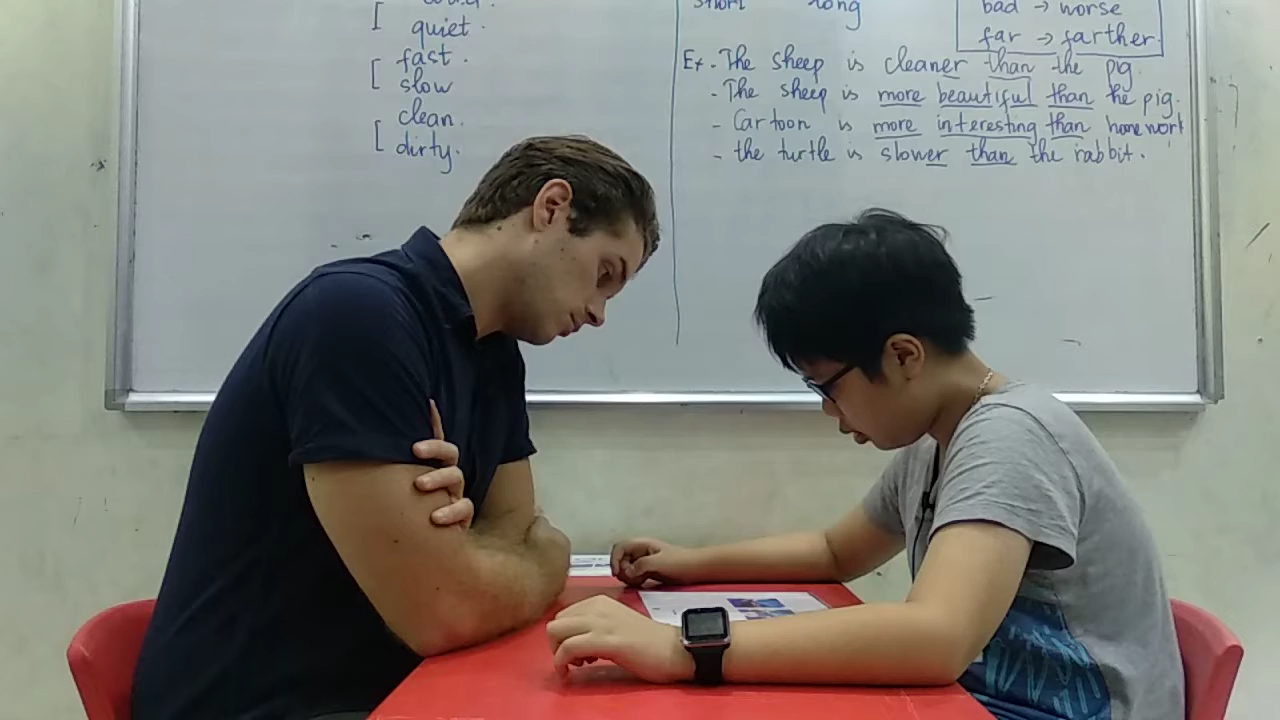 quiet.
fast.
slow
clean.
dirty.
short long
bad → worse
far → farther
Ex. The sheep is cleaner than the pig.
- The sheep is more beautiful than the pig.
- Cartoon is more interesting than homework
- the turtle is slower than the rabbit.